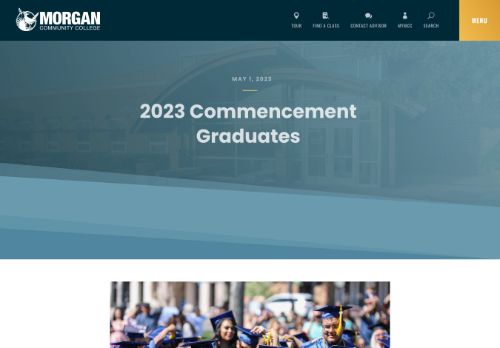 MORGAN
COMMUNITY COLLEGE
TOUR
FIND A CLASS
CONTACT ADVISOR
MYMCC
SEARCH
MENU
MAY 1, 2023
2023 Commencement
Graduates